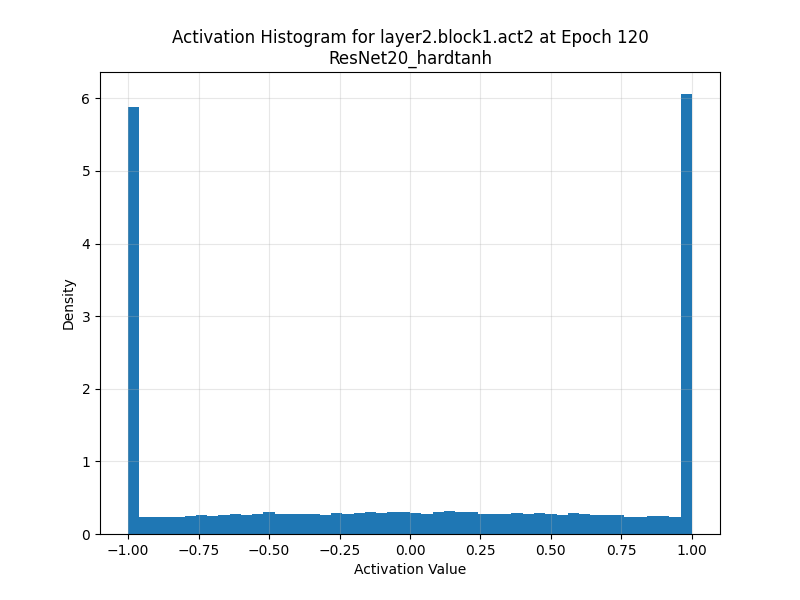 Activation Histogram for layer2.block1.act2 at Epoch 120
ResNet20_hardtanh
6
5
4
3
2
1
0
Density
−1.00 −0.75 −0.50 −0.25 0.00 0.25 0.50 0.75 1.00
Activation Value